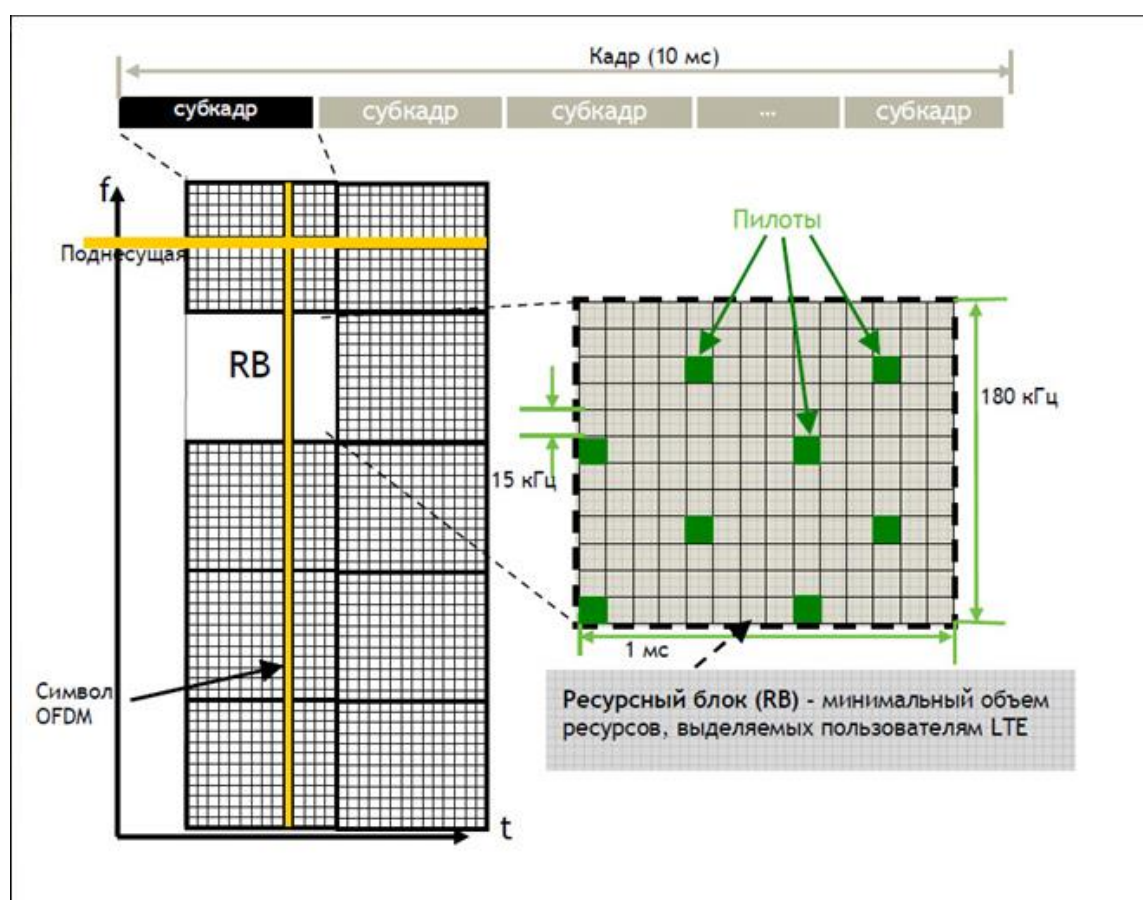 Кадр (10 мс)
субкадр субкадр субкадр ... субкадр
f
Поднесущая
Пилоты
RB
180 кГц
15 кГц
1 мс
Символ
OFDM
Ресурсный блок (RB) - минимальный объем
ресурсов, выделяемых пользователям LTE
t